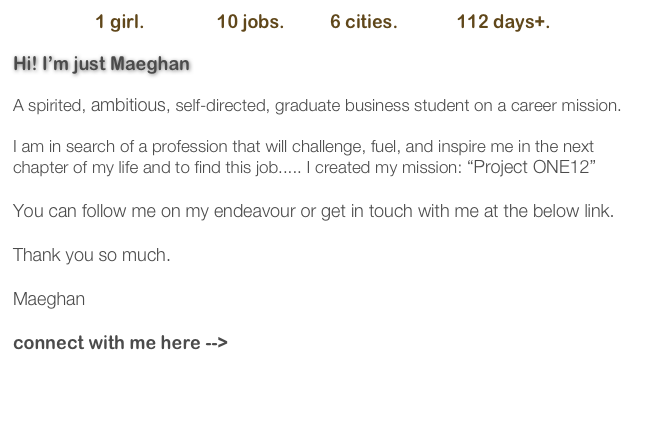 1 girl. 10 jobs. 6 cities. 112 days+.
Hi! I’m just Maeghan
A spirited, ambitious, self-directed, graduate business student on a career mission.
I am in search of a profession that will challenge, fuel, and inspire me in the next
chapter of my life and to find this job..... I created my mission: “Project ONE12”
You can follow me on my endeavour or get in touch with me at the below link.
Thank you so much.
Maeghan
connect with me here -->